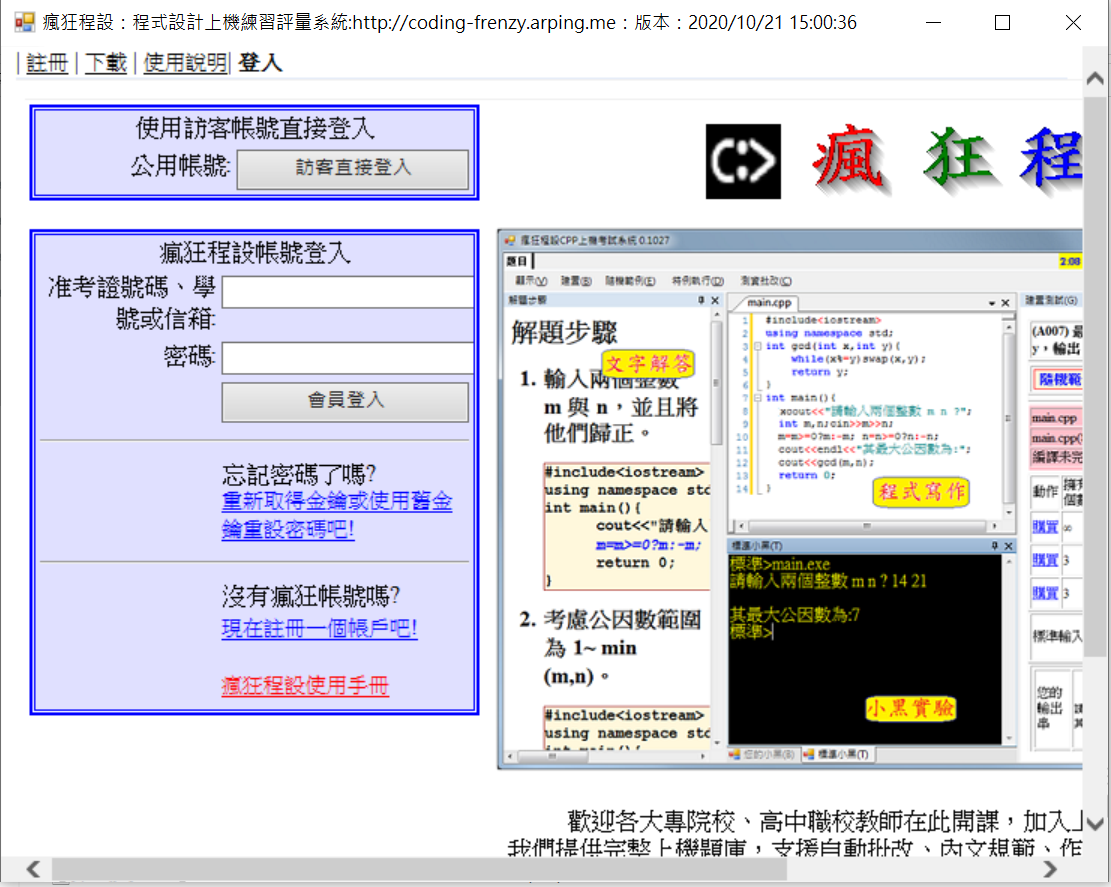 瘋狂程設：程式設計上機練習評量系統:http://coding-frenzy.arping.me：版本：2020/10/21 15:00:36
| 註冊 | 下載 | 使用說明| 登入
使用訪客帳號直接登入
公用帳號: 訪客直接登入
瘋狂程設帳號登入
准考證號碼、學
號或信箱:
密碼:
會員登入
忘記密碼了嗎?
重新取得金鑰或使用舊金
鑰重設密碼吧!
沒有瘋狂帳號嗎?
現在註冊一個帳戶吧!
瘋狂程設使用手冊
C:>
瘋 狂 程
瘋狂程設CPP上機考試系統 0.1027
題目
2:08
顯示(V) 建置(B) 隨機範例(E) 特例執行(D) 測資批改(C)
解題步驟
解題步驟
文字解答
1. 輸入兩個整數
m 與 n，並且將
他們歸正。
#include<iostream>
using namespace std
int main(){
cout<<"請輸入
m=m>=0?m:-m;
return 0;
}
2. 考慮公因數範圍
為 1~ min
(m,n)。
#include<iostream>
using namespace std
int main(){
main.cpp
1 #include<iostream>
2 using namespace std;
3 int gcd(int x,int y){
4 while(x%=y)swap(x,y);
5 return y;
6 }
7 int main(){
8 xcout<<"請輸入兩個整數 m n ?";
9 int m,n;cin>>m>>n;
10 m=m>=0?m:-m; n=n>=0?n:-n;
11 cout<<endl<<"其最大公因數為:";
12 cout<<gcd(m,n);
13 return 0;
14 }
程式寫作
標準小黑(T)
標準>main.exe
請輸入兩個整數 m n ? 14 21
其最大公因數為:7
標準>
小黑實驗
您的小黑(B) 標準小黑(T)
建置測試(G)
(A007) 最
y，輸出
隨機範
main.cpp
main.cpp(
編譯未完
動作
擁有
個數
購買 ∞
購買 3
購買 3
標準輸入
您的
輸出
串
歡迎各大專院校、高中職校教師在此開課，加入上
我們提供完整上機題庫，支援自動批改、內文規範、作